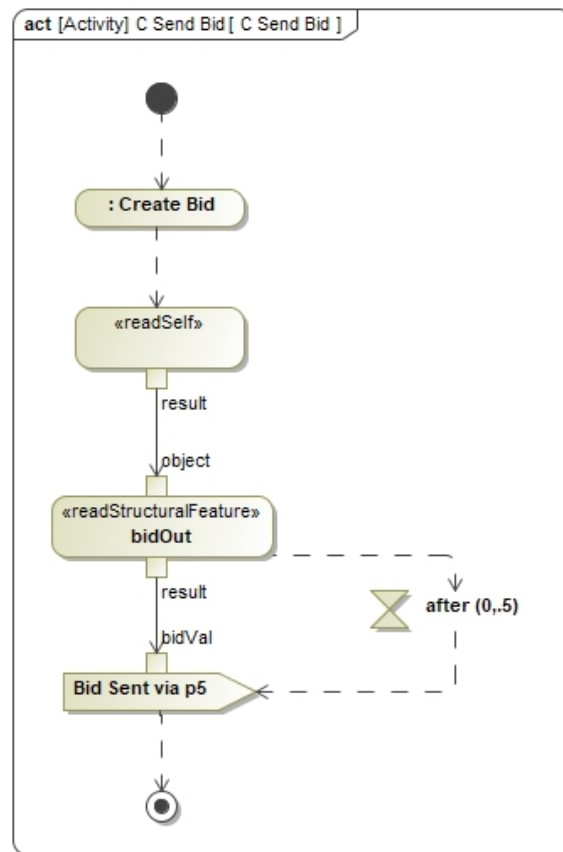 act [Activity] C Send Bid[ C Send Bid ]
: Create Bid
«readSelf»
result
object
«readStructuralFeature»
bidOut
result
after (0,.5)
bidVal
Bid Sent via p5